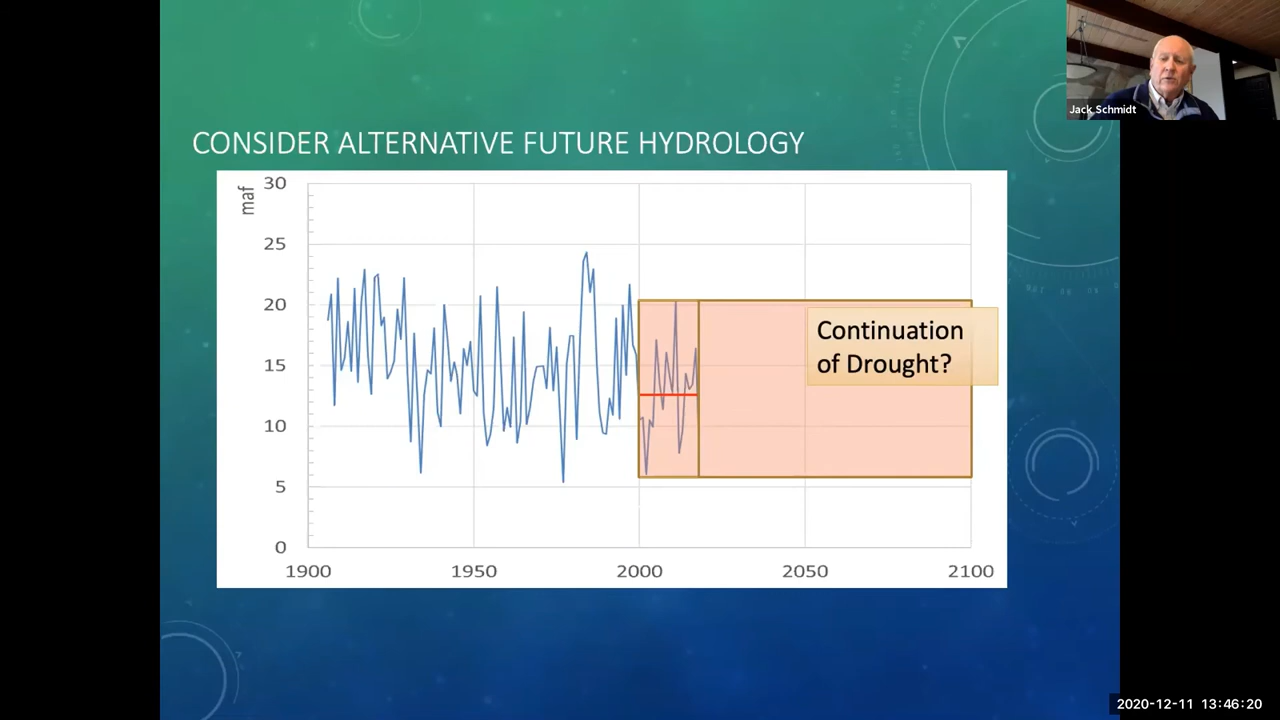 Jack Schmidt
CONSIDER ALTERNATIVE FUTURE HYDROLOGY
maf
30
25
20
15
10
5
0
1900 1950 2000 2050 2100
Continuation
of Drought?
2020-12-11 13:46:20